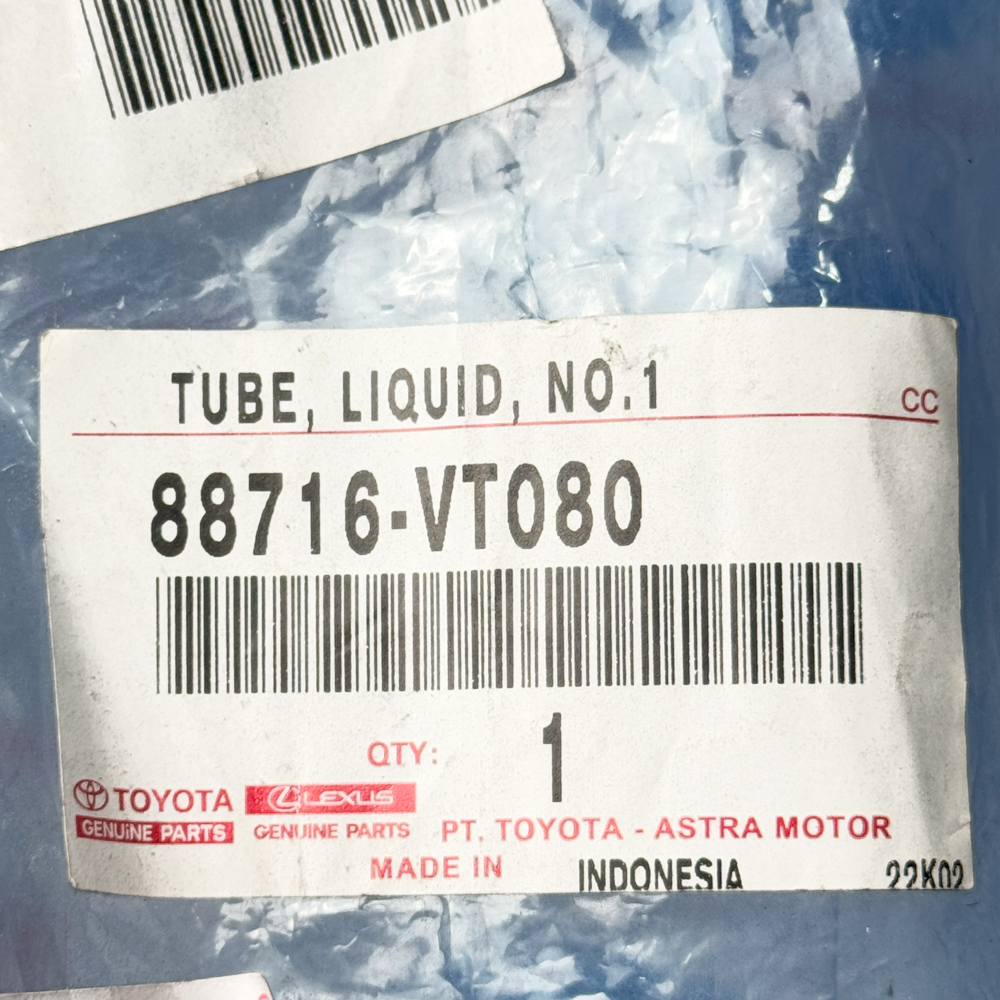 TUBE, LIQUID, NO.1
CC
88716-VT080
QTY: 1
TOYOTA LEXUS
GENUINE PARTS GENUINE PARTS PT. TOYOTA - ASTRA MOTOR
MADE IN INDONESIA 22K02